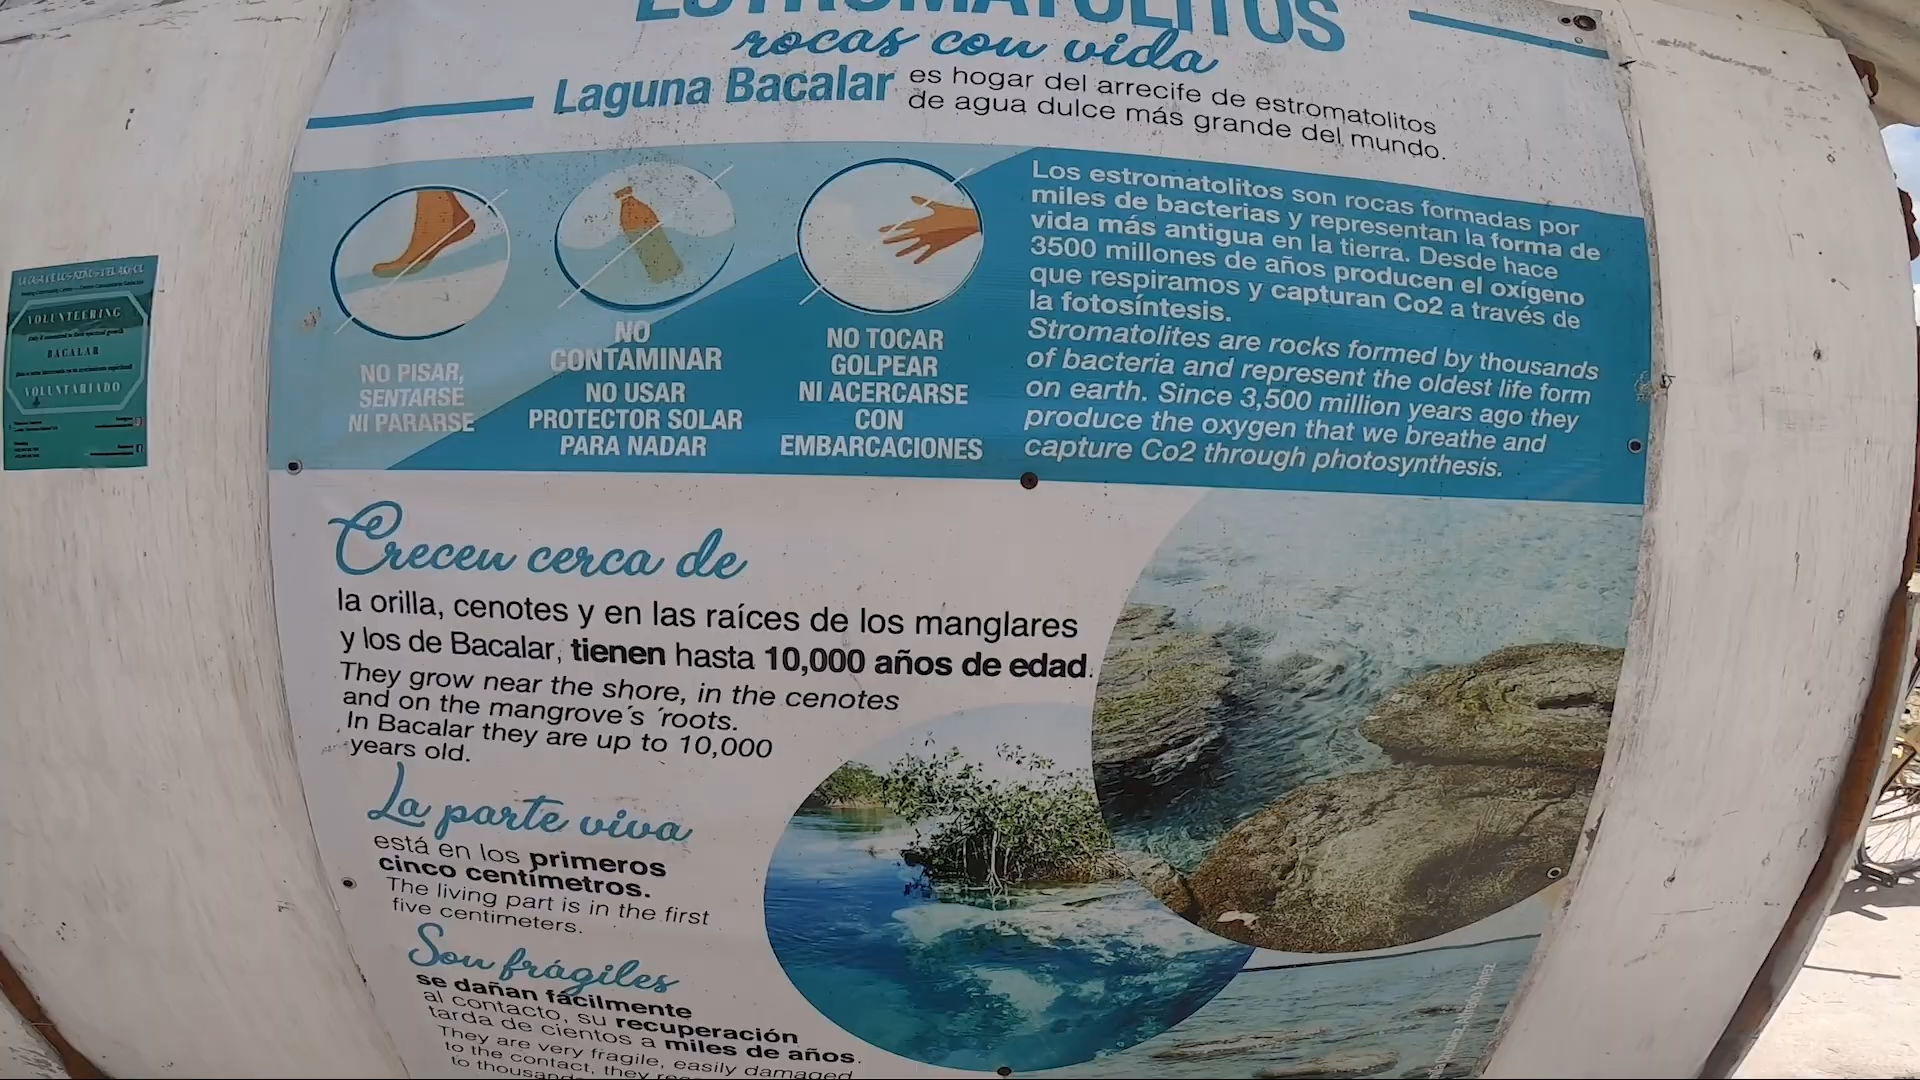 ESTROMATOLITOS
rocas con vida
Laguna Bacalar
es hogar del arrecife de estromatolitos
de agua dulce más grande del mundo.
NO PISAR,
SENTARSE
NI PARARSE
NO
CONTAMINAR
NO USAR
PROTECTOR SOLAR
PARA NADAR
NO TOCAR
GOLPEAR
NI ACERCARSE
CON
EMBARCACIONES
Los estromatolitos son rocas formadas por
miles de bacterias y representan la forma de
vida más antigua en la tierra. Desde hace
3500 millones de años producen el oxígeno
que respiramos y capturan Co2 a través de
la fotosíntesis.
Stromatolites are rocks formed by thousands
of bacteria and represent the oldest life form
on earth. Since 3,500 million years ago they
produce the oxygen that we breathe and
capture Co2 through photosynthesis.
Crecen cerca de
la orilla, cenotes y en las raíces de los manglares
y los de Bacalar, tienen hasta 10,000 años de edad.
They grow near the shore, in the cenotes
and on the mangrove´s ´roots.
In Bacalar they are up to 10,000
years old.
La parte viva
está en los primeros
cinco centímetros.
The living part is in the first
five centimeters.
Son frágiles
se dañan fácilmente
al contacto, su recuperación
tarda de cientos a miles de años.
They are very fragile, easily damaged
to the contact, they
to thousands
VOLUNTEERING
BACALAR
VOLUNTARIADO